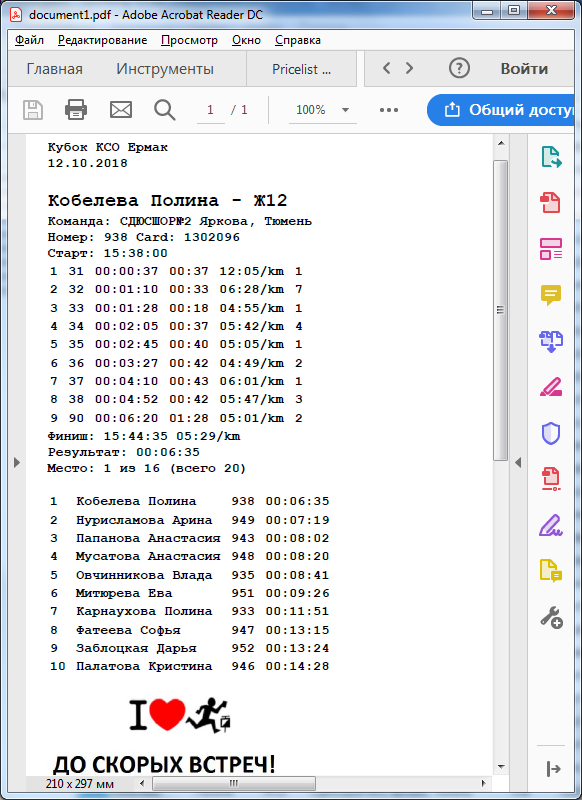 document1.pdf - Adobe Acrobat Reader DC
Файл Редактирование Просмотр Окно Справка
Главная Инструменты Pricelist ... Войти
1 / 1 100% Общий досту
Кубок КСО Ермак
12.10.2018
Кобелева Полина - Ж12
Команда: СДЮСШОР№2 Яркова, Тюмень
Номер: 938 Card: 1302096
Старт: 15:38:00
1 31 00:00:37 00:37 12:05/km 1
2 32 00:01:10 00:33 06:28/km 7
3 33 00:01:28 00:18 04:55/km 1
4 34 00:02:05 00:37 05:42/km 4
5 35 00:02:45 00:40 05:05/km 1
6 36 00:03:27 00:42 04:49/km 2
7 37 00:04:10 00:43 06:01/km 1
8 38 00:04:52 00:42 05:47/km 3
9 90 00:06:20 01:28 05:01/km 2
Финиш: 15:44:35 05:29/km
Результат: 00:06:35
Место: 1 из 16 (всего 20)
1 Кобелева Полина 938 00:06:35
2 Нурисламова Арина 949 00:07:19
3 Папанова Анастасия 943 00:08:02
4 Мусатова Анастасия 948 00:08:20
5 Овчинникова Влада 935 00:08:41
6 Митюрева Ева 951 00:09:26
7 Карнаухова Полина 933 00:11:51
8 Фатеева Софья 947 00:13:15
9 Заблоцкая Дарья 952 00:13:24
10 Палатова Кристина 946 00:14:28
I
ДО СКОРЫХ ВСТРЕЧ!
210 x 297 мм